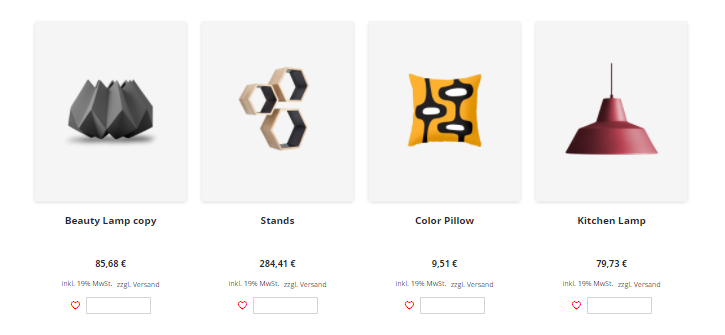 Beauty Lamp copy
Stands
Color Pillow
Kitchen Lamp
85,68 €
284,41 €
9,51 €
79,73 €
inkl. 19% MwSt. zzgl. Versand
inkl. 19% MwSt. zzgl. Versand
inkl. 19% MwSt. zzgl. Versand
inkl. 19% MwSt. zzgl. Versand